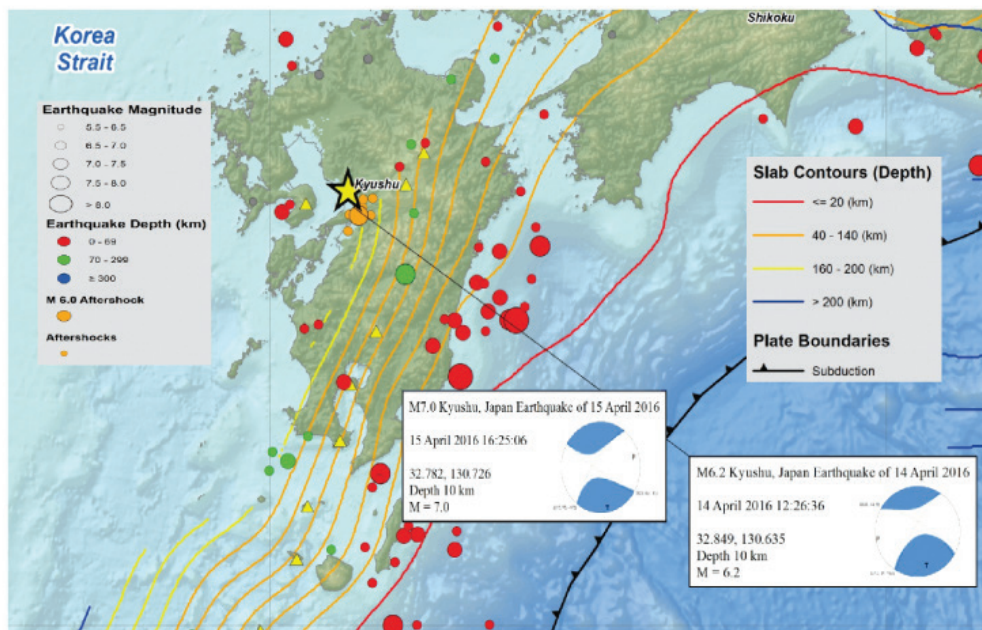 Korea
Strait
Shikoku
Kyushu
Earthquake Magnitude
5.5 - 6.5
6.5 - 7.0
7.0 - 7.5
7.5 - 8.0
> 8.0
Earthquake Depth (km)
0 - 69
70 - 299
≥ 300
M 6.0 Aftershock
Aftershocks
Slab Contours (Depth)
<= 20 (km)
40 - 140 (km)
160 - 200 (km)
> 200 (km)
Plate Boundaries
Subduction
M7.0 Kyushu, Japan Earthquake of 15 April 2016
15 April 2016 16:25:06
32.782, 130.726
Depth 10 km
M = 7.0
P
T
M6.2 Kyushu, Japan Earthquake of 14 April 2016
14 April 2016 12:26:36
32.849, 130.635
Depth 10 km
M = 6.2
P
T